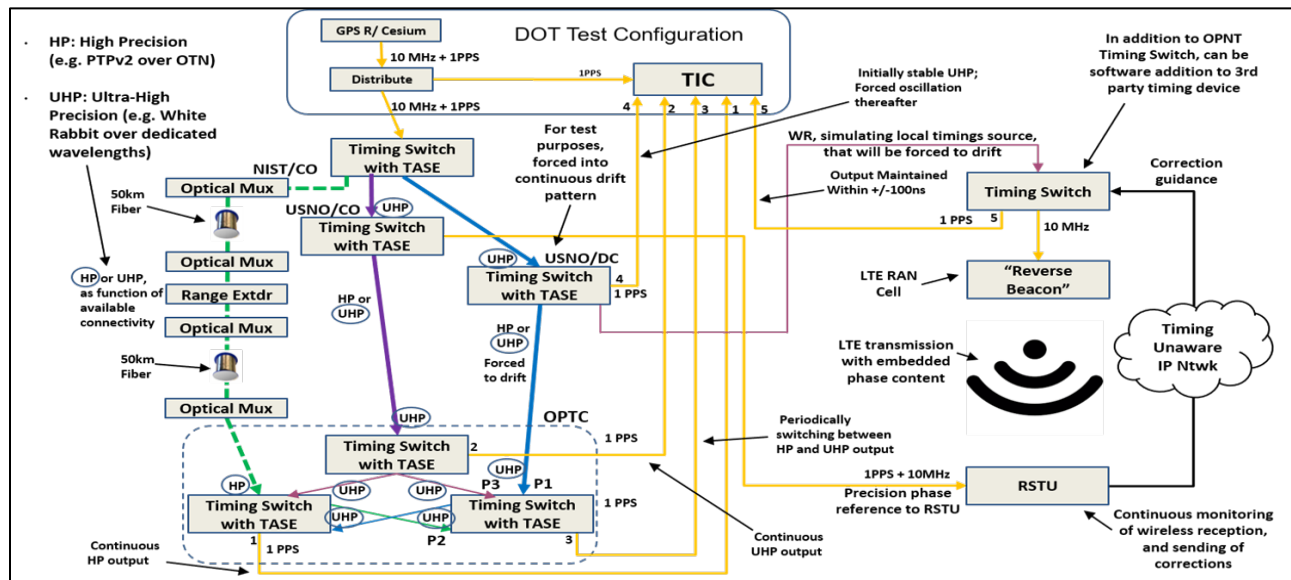 · HP: High Precision
(e.g. PTPv2 over OTN)
· UHP: Ultra-High
Precision (e.g. White
Rabbit over dedicated
wavelengths)
GPS R/ Cesium
DOT Test Configuration
10 MHz + 1PPS
Distribute
1PPS
TIC
4
2
3
1
5
10 MHz + 1PPS
Initially stable UHP;
Forced oscillation
thereafter
In addition to OPNT
Timing Switch, can be
software addition to 3rd
party timing device
Timing Switch
with TASE
NIST/CO
For test
purposes,
forced into
continuous drift
pattern
WR, simulating local timings source,
that will be forced to drift
Output Maintained
Within +/-100ns
Correction
guidance
Optical Mux
50km
Fiber
USNO/CO
UHP
Timing Switch
with TASE
Timing Switch
5
1 PPS
10 MHz
Optical Mux
UHP
USNO/DC
Timing Switch
with TASE
4
1 PPS
LTE RAN
Cell
“Reverse
Beacon”
HP or UHP,
as function of
available
connectivity
Range Extdr
HP or
UHP
Optical Mux
HP or
UHP
Forced
to drift
Timing
Unaware
IP Ntwk
50km
Fiber
LTE transmission
with embedded
phase content
Optical Mux
UHP
OPTC
1 PPS
Periodically
switching between
HP and UHP output
Timing Switch
with TASE
2
UHP
HP
UHP
UHP
P3
P1
1PPS + 10MHz
Precision phase
reference to RSTU
RSTU
Timing Switch
with TASE
UHP
UHP
Timing Switch
with TASE
1 PPS
P2
1
1 PPS
3
Continuous
HP output
Continuous
UHP output
Continuous monitoring
of wireless reception,
and sending of
corrections